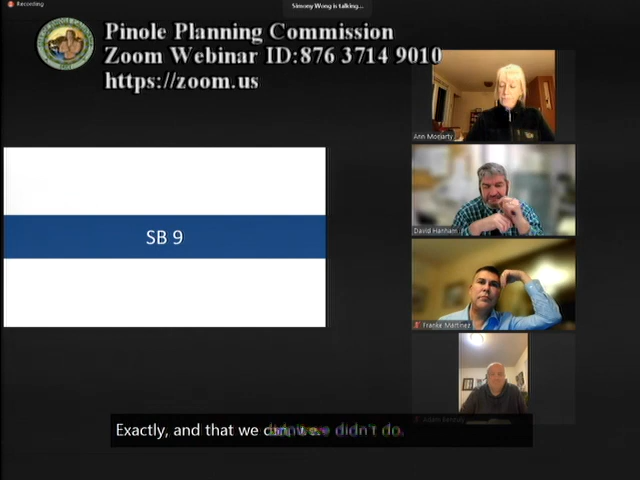 Recording
Simony Wong is talking...
Pinole Planning Commission
Zoom Webinar ID:876 3714 9010
https://zoom.us
Ann Moriarty
David Hanham
SB 9
Franke Martinez
Exactly, and that we didn't do.